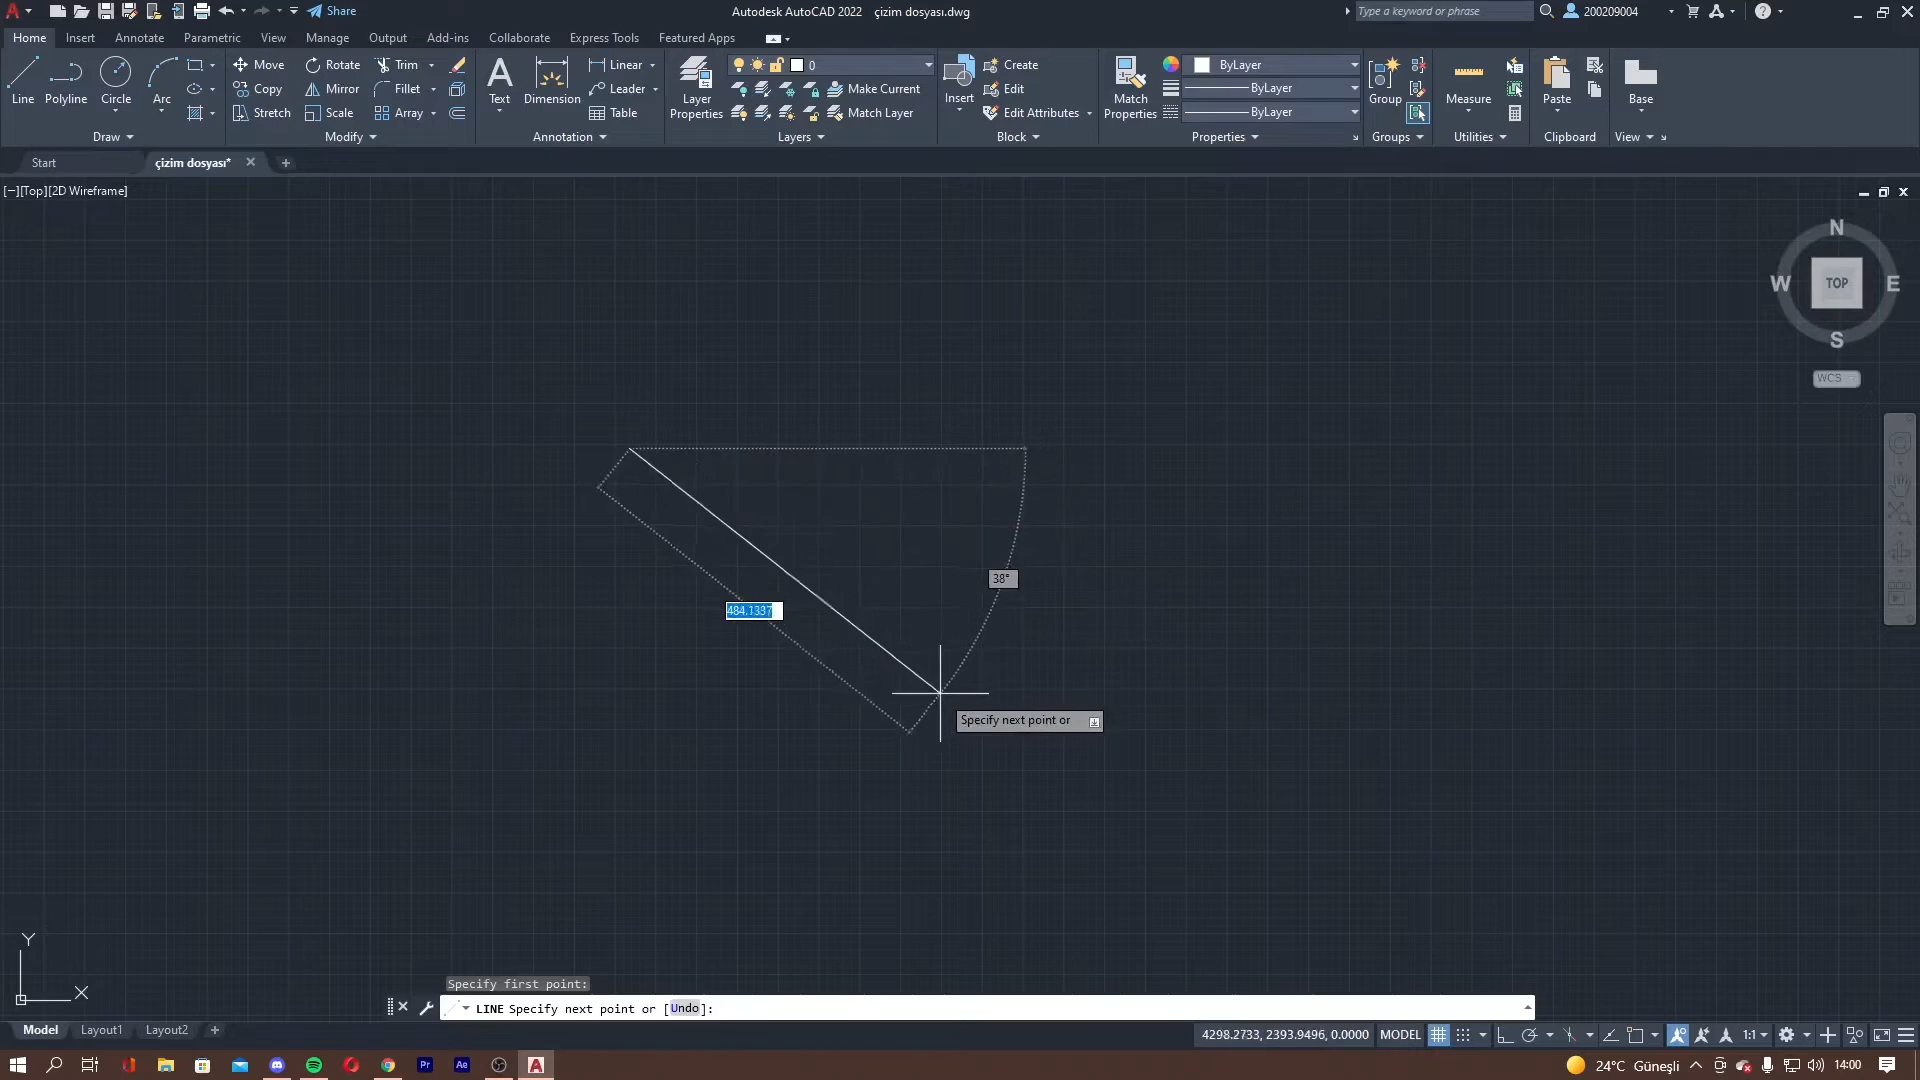 Share
Autodesk AutoCAD 2022 çizim dosyası.dwg
Type a keyword or phrase
200209004
Home Insert Annotate Parametric View Manage Output Add-ins Collaborate Express Tools Featured Apps
Line
Polyline
Circle
Arc
Draw
Move
Rotate
Trim
Copy
Mirror
Fillet
Stretch
Scale
Array
Modify
Text
Dimension
Linear
Leader
Table
Annotation
Layer
Properties
0
Make Current
Match Layer
Layers
Insert
Create
Edit
Edit Attributes
Block
Match
Properties
ByLayer
ByLayer
ByLayer
Properties
Group
Groups
Measure
Utilities
Paste
Clipboard
Base
View
Start
çizim dosyası*
[−][Top][2D Wireframe]
N
W TOP E
S
WCS
38°
484.1337
Specify next point or
Y
X
Specify first point:
LINE Specify next point or [Undo]:
Model Layout1 Layout2
4298.2733, 2393.9496, 0.0000 MODEL 1:1
Pr
Ae
A
24°C Güneşli
14:00